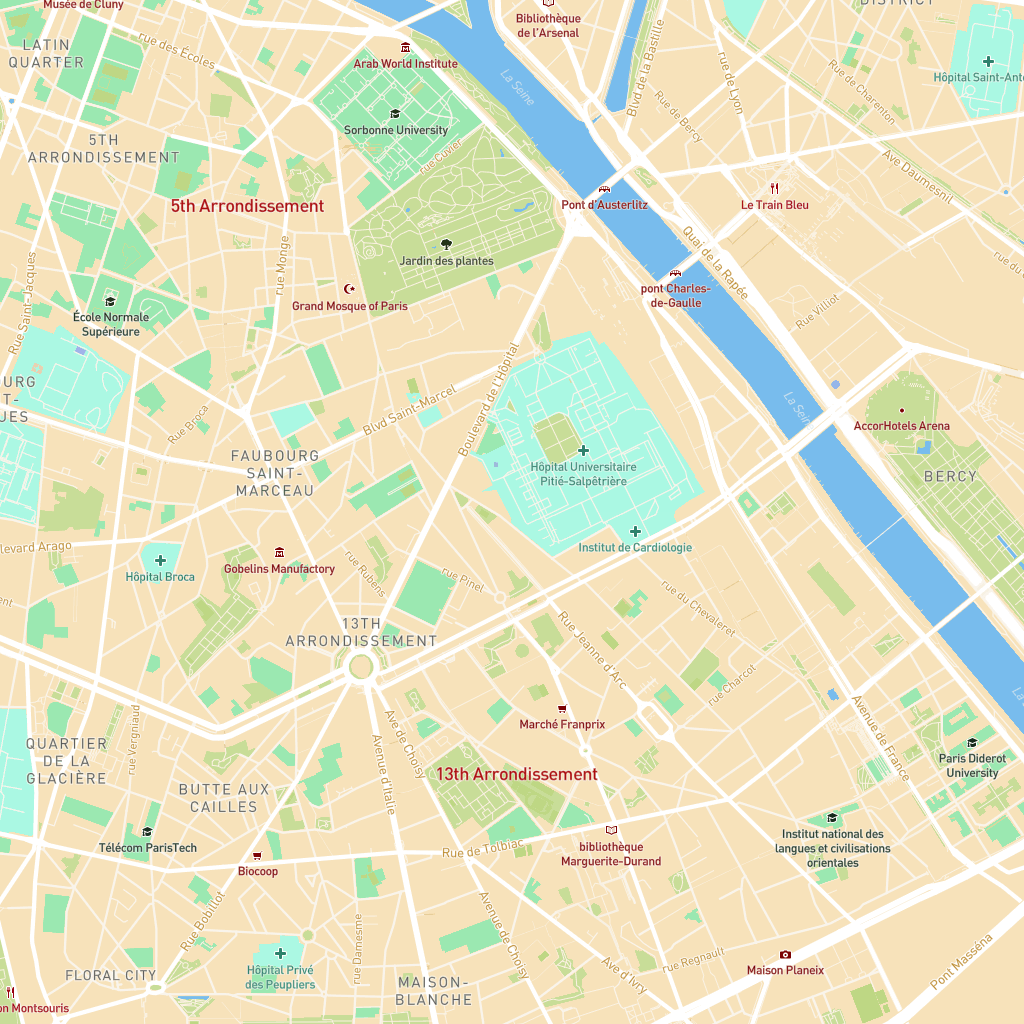 Musée de Cluny
LATIN
QUARTER
rue des Écoles
Arab World Institute
Bibliothèque
de l'Arsenal
La Seine
Blvd de la Bastille
rue de Lyon
Rue de Bercy
DISTRICT
Rue de Charenton
Hôpital Saint-Anto
Ave Daumesnil
Sorbonne University
5TH
ARRONDISSEMENT
rue Cuvier
5th Arrondissement
Pont d'Austerlitz
Le Train Bleu
Rue Saint-Jacques
rue Monge
Jardin des plantes
Quai de la Rapée
rue du
Grand Mosque of Paris
pont Charles-
de-Gaulle
École Normale
Supérieure
Rue Villiot
Boulevard de l'Hôpital
OURG
T-
UES
Rue Broca
Blvd Saint-Marcel
La Seine
AccorHotels Arena
FAUBOURG
SAINT-
MARCEAU
Hôpital Universitaire
Pitié-Salpêtrière
BERCY
levard Arago
Institut de Cardiologie
Hôpital Broca
Gobelins Manufactory
rue Rubens
rue Pinel
rue du Chevaleret
ent
13TH
ARRONDISSEMENT
Rue Jeanne d'Arc
rue Charcot
La Seine
rue Vergniaud
Ave de Choisy
Avenue d'Italie
Marché Franprix
Avenue de France
QUARTIER
DE LA
GLACIÈRE
13th Arrondissement
Paris Diderot
University
BUTTE AUX
CAILLES
Télécom ParisTech
Rue de Tolbiac
bibliothèque
Marguerite-Durand
Institut national des
langues et civilisations
orientales
Biocoop
Rue Bobillot
rue Damesme
Avenue de Choisy
Ave d'Ivry
rue Regnault
Maison Planeix
Pont Masséna
FLORAL CITY
Hôpital Privé
des Peupliers
MAISON-
BLANCHE
on Montsouris